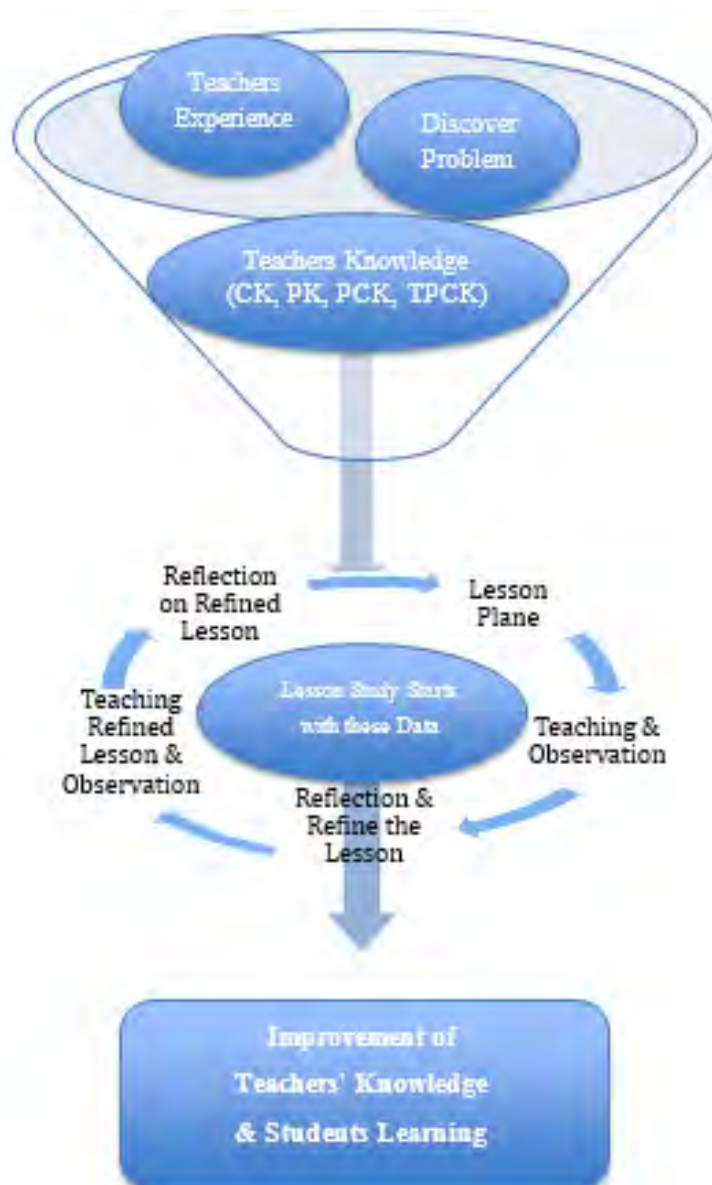 Teachers
Experience
Discover
Problem
Teachers Knowledge
(CK, PK, PCK, TPCK)
Reflection
on Refined
Lesson
Lesson
Plane
Teaching
Refined
Lesson &
Observation
Lesson Study Starts
with these Data
Teaching &
Observation
Reflection &
Refine the
Lesson
Improvement of
Teachers' Knowledge
& Students Learning